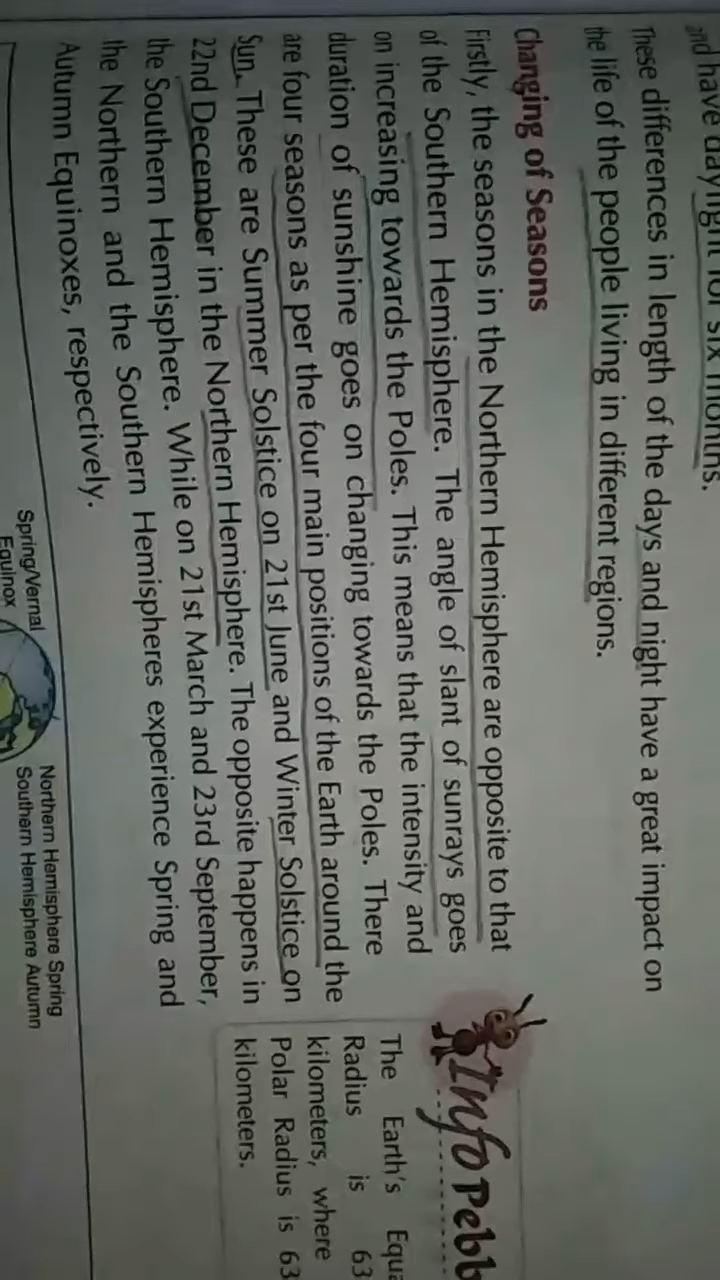 and have daylight for six months.
These differences in length of the days and night have a great impact on
the life of the people living in different regions.
Changing of Seasons
Firstly, the seasons in the Northern Hemisphere are opposite to that
of the Southern Hemisphere. The angle of slant of sunrays goes
on increasing towards the Poles. This means that the intensity and
duration of sunshine goes on changing towards the Poles. There
are four seasons as per the four main positions of the Earth around the
Sun. These are Summer Solstice on 21st June and Winter Solstice on
22nd December in the Northern Hemisphere. The opposite happens in
the Southern Hemisphere. While on 21st March and 23rd September,
the Northern and the Southern Hemispheres experience Spring and
Autumn Equinoxes, respectively.
Info Pebb
The Earth's Equa
Radius is 63
kilometers, where
Polar Radius is 63
kilometers.
Spring/Vernal
Equinox
Northern Hemisphere Spring
Southern Hemisphere Autumn